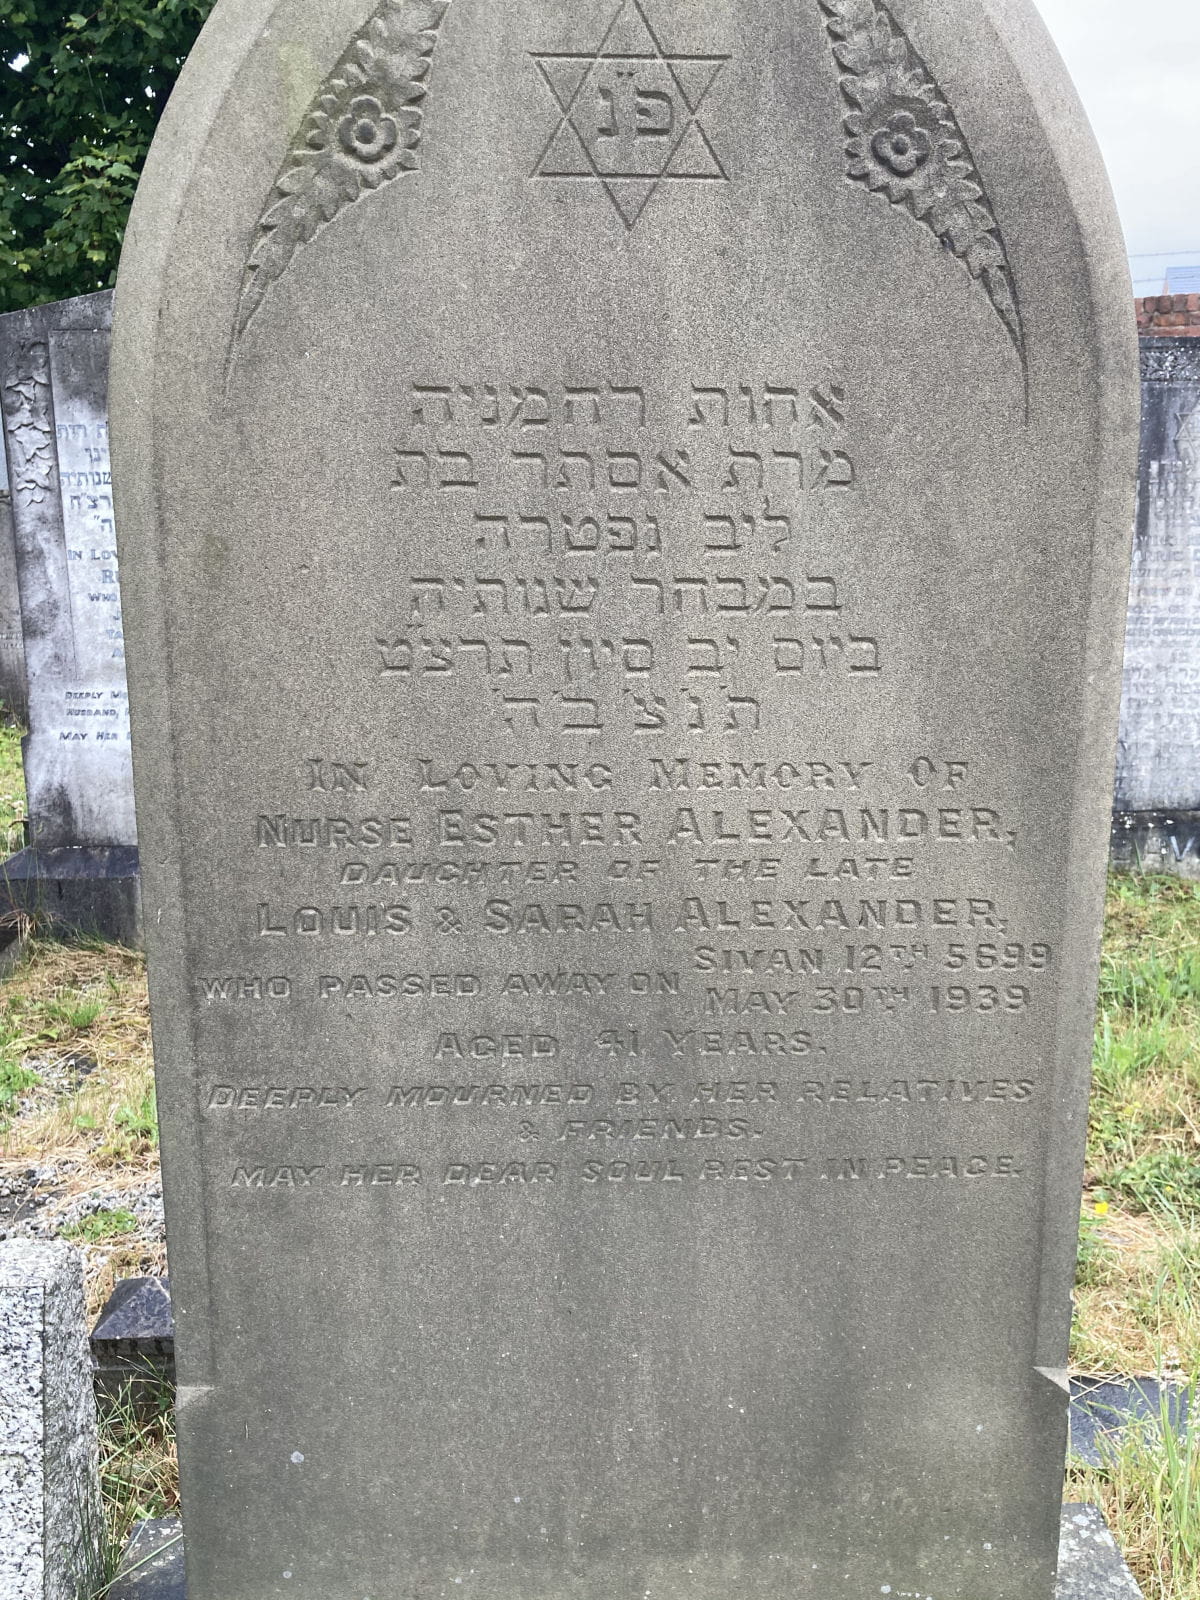 פ"נ
אחות רחמניה
מרת אסתר בת
ליב נפטרה
במבחר שנותיה
ביום יב סיון תרצט
ת'נ'צ'ב'ה'
In Loving Memory Of
Nurse Esther Alexander,
Daughter of the late
Louis & Sarah Alexander,
who passed away on Sivan 12th 5699
May 30th 1939
Aged 41 Years.
Deeply mourned by her relatives
& friends.
May her dear soul rest in peace.